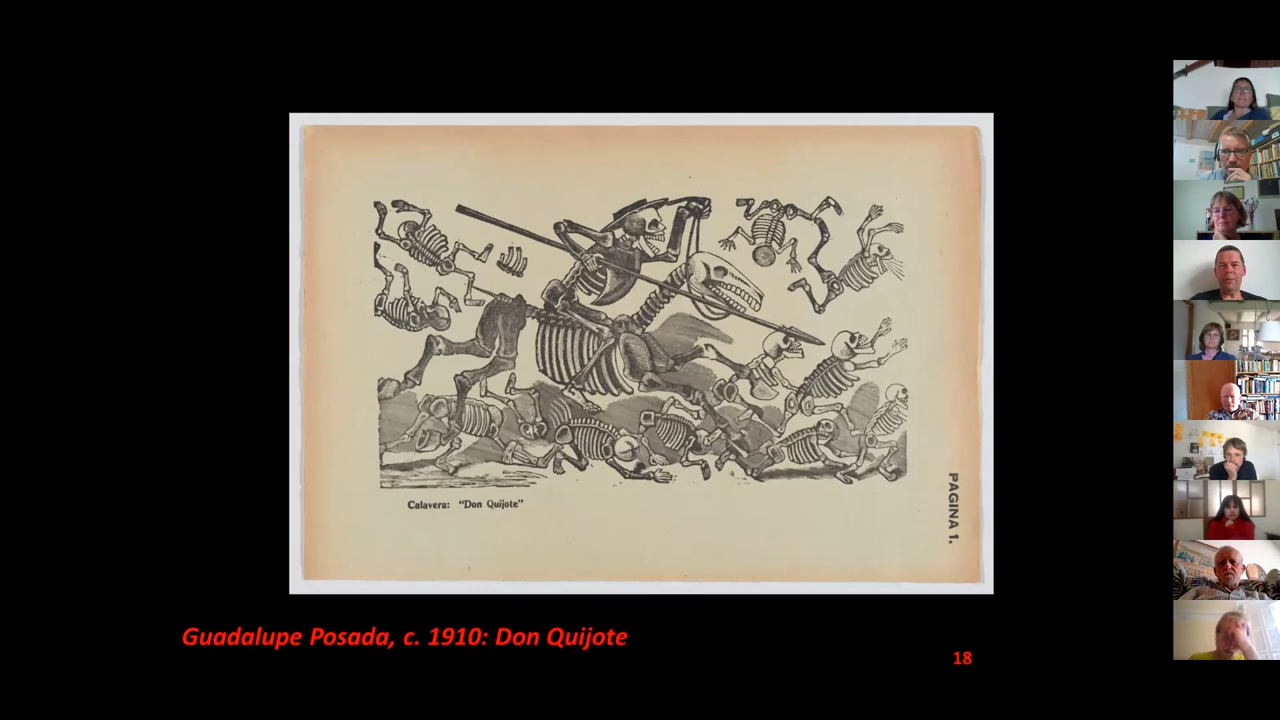 Calavera: "Don Quijote"
PAGINA 1.
Guadalupe Posada, c. 1910: Don Quijote
18